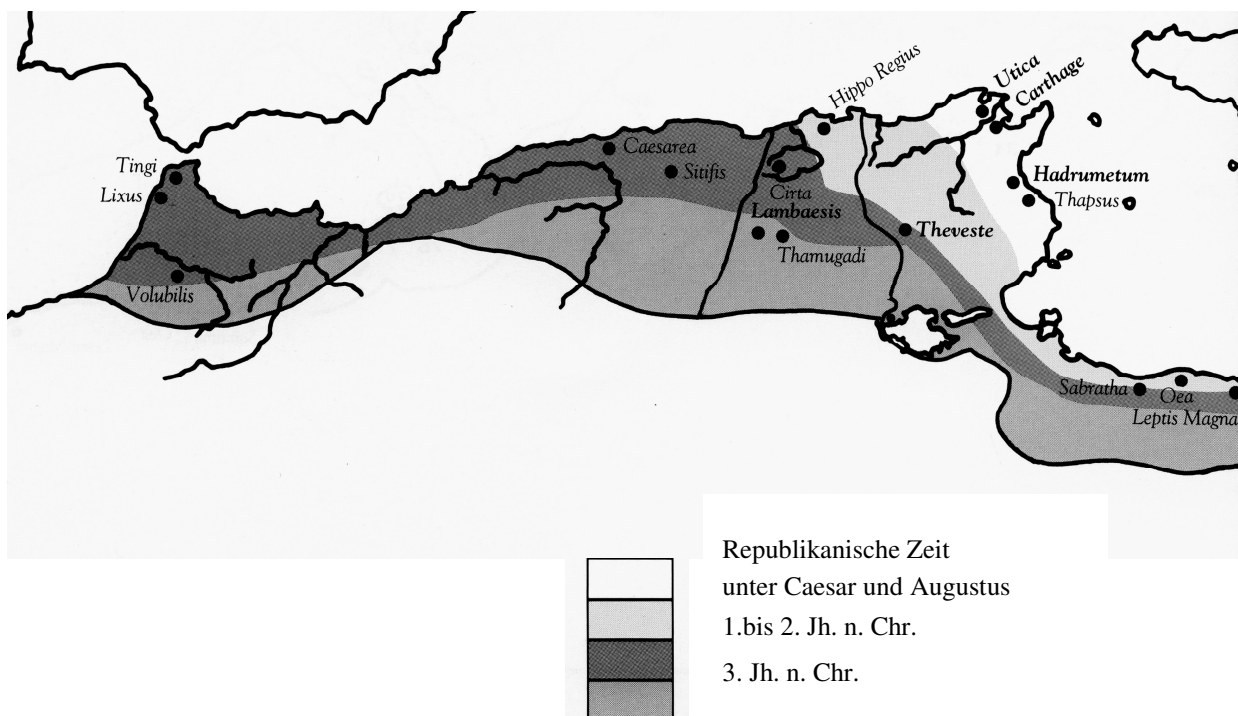 Hippo Regius
Utica
Carthage
Tingi
Lixus
Caesarea
Sitifis
Cirta
Hadrumetum
Thapsus
Lambaesis
Thamugadi
Theveste
Volubilis
Sabratha
Oea
Leptis Magna
Republikanische Zeit
unter Caesar und Augustus
1.bis 2. Jh. n. Chr.
3. Jh. n. Chr.